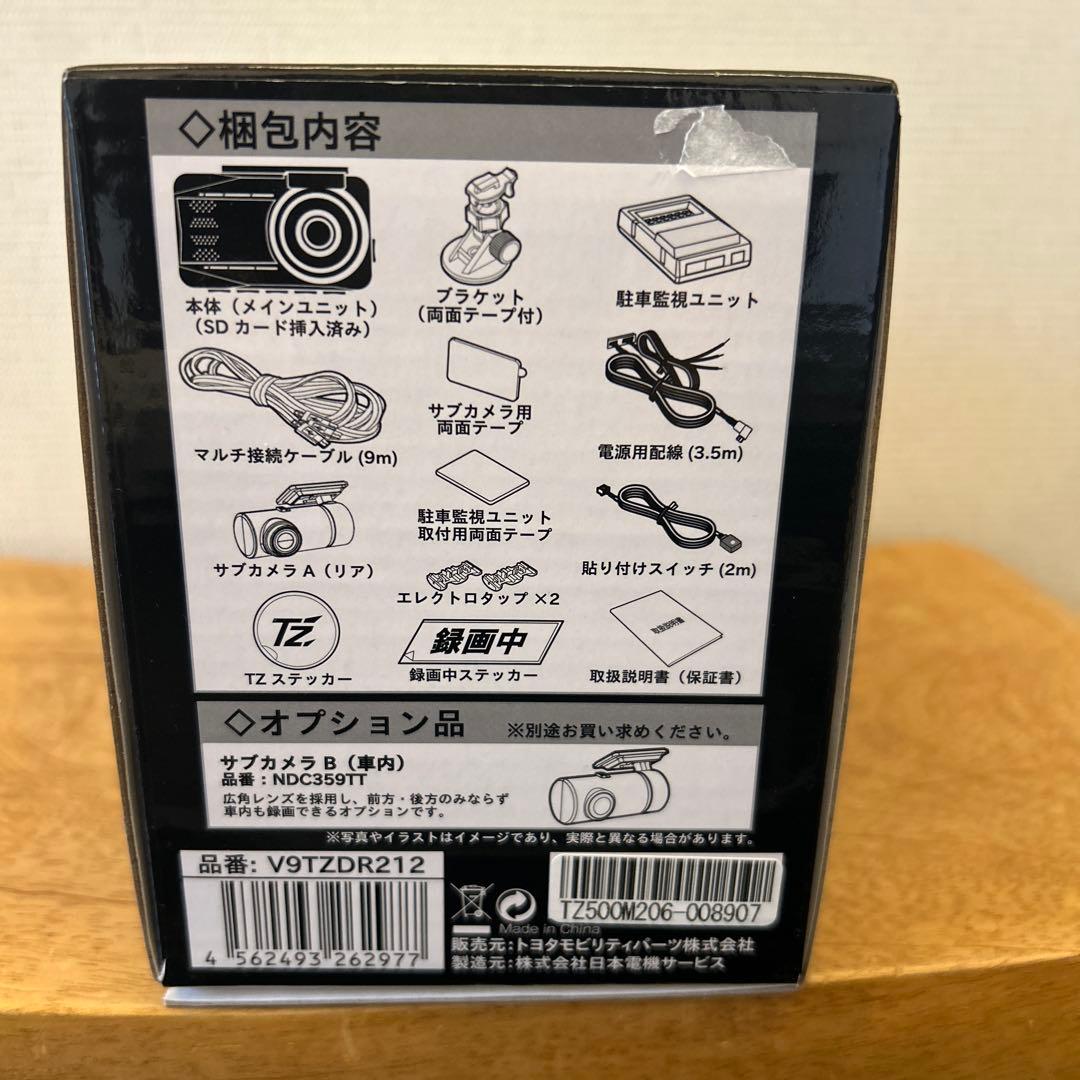 ◇梱包内容
本体（メインユニット）
（SDカード挿入済み）
ブラケット
（両面テープ付）
駐車監視ユニット
マルチ接続ケーブル (9m)
サブカメラ用
両面テープ
電源用配線 (3.5m)
サブカメラ A（リア）
駐車監視ユニット
取付用両面テープ
貼り付けスイッチ (2m)
エレクトロタップ ×2
TZ
TZ ステッカー
録画中
録画中ステッカー
取扱説明書
取扱説明書（保証書）
◇オプション品
※別途お買い求めください。
サブカメラ B（車内）
品番：NDC359TT
広角レンズを採用し、前方・後方のみならず
車内も録画できるオプションです。
※写真やイラストはイメージであり、実際と異なる場合があります。
品番: V9TZDR212
4 562493 262977
TZ500M206-008907
Made in China
販売元：トヨタモビリティパーツ株式会社
製造元：株式会社日本電機サービス